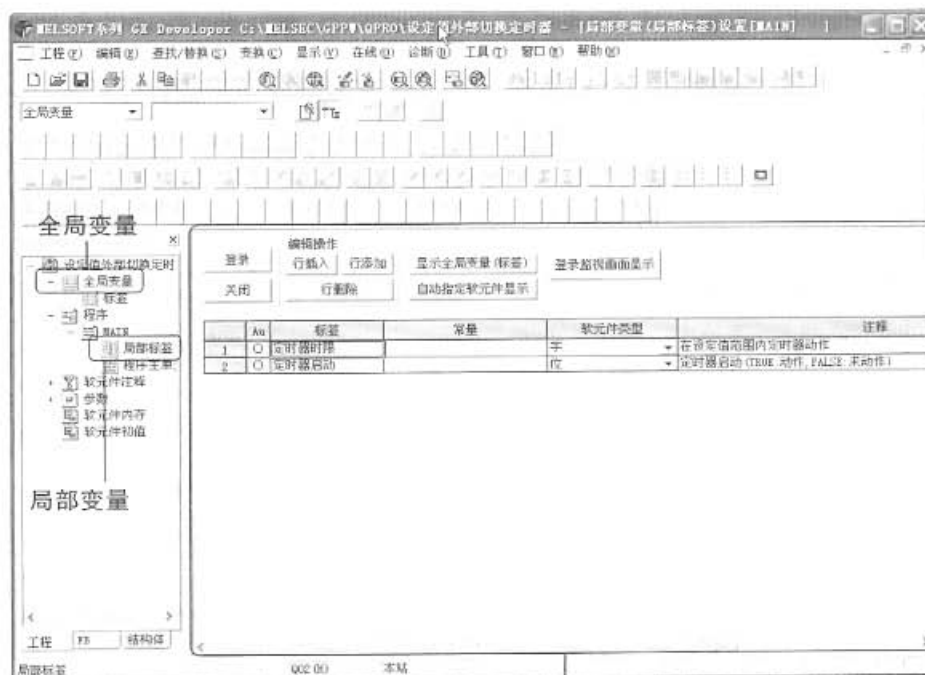 MELSOFT系列 GX Developer C:\MELSEC\GPPW\QPRO\设定值外部切换定时器 - [局部变量(局部标签)设置[MAIN] ]
工程(F) 编辑(E) 查找/替换(S) 变换(C) 显示(V) 在线(O) 诊断(D) 工具(T) 窗口(W) 帮助(H)
全局变量
全局变量
设定值外部切换定时
全局变量
标签
程序
MAIN
局部标签
程序主单
软元件注释
参数
软元件内存
软元件初值
局部变量
工程 FB 结构体
编辑操作
登录 行插入 行添加 显示全局变量(标签) 登录监视画面显示
关闭 行删除 自动指定软元件显示
Au 标签 常量 软元件类型 注释
1 定时器时限 字 在设定值范围内定时器动作
2 定时器启动 位 定时器启动(TRUE:动作, FALSE:未动作)
局部标签 Q02(H) 本站